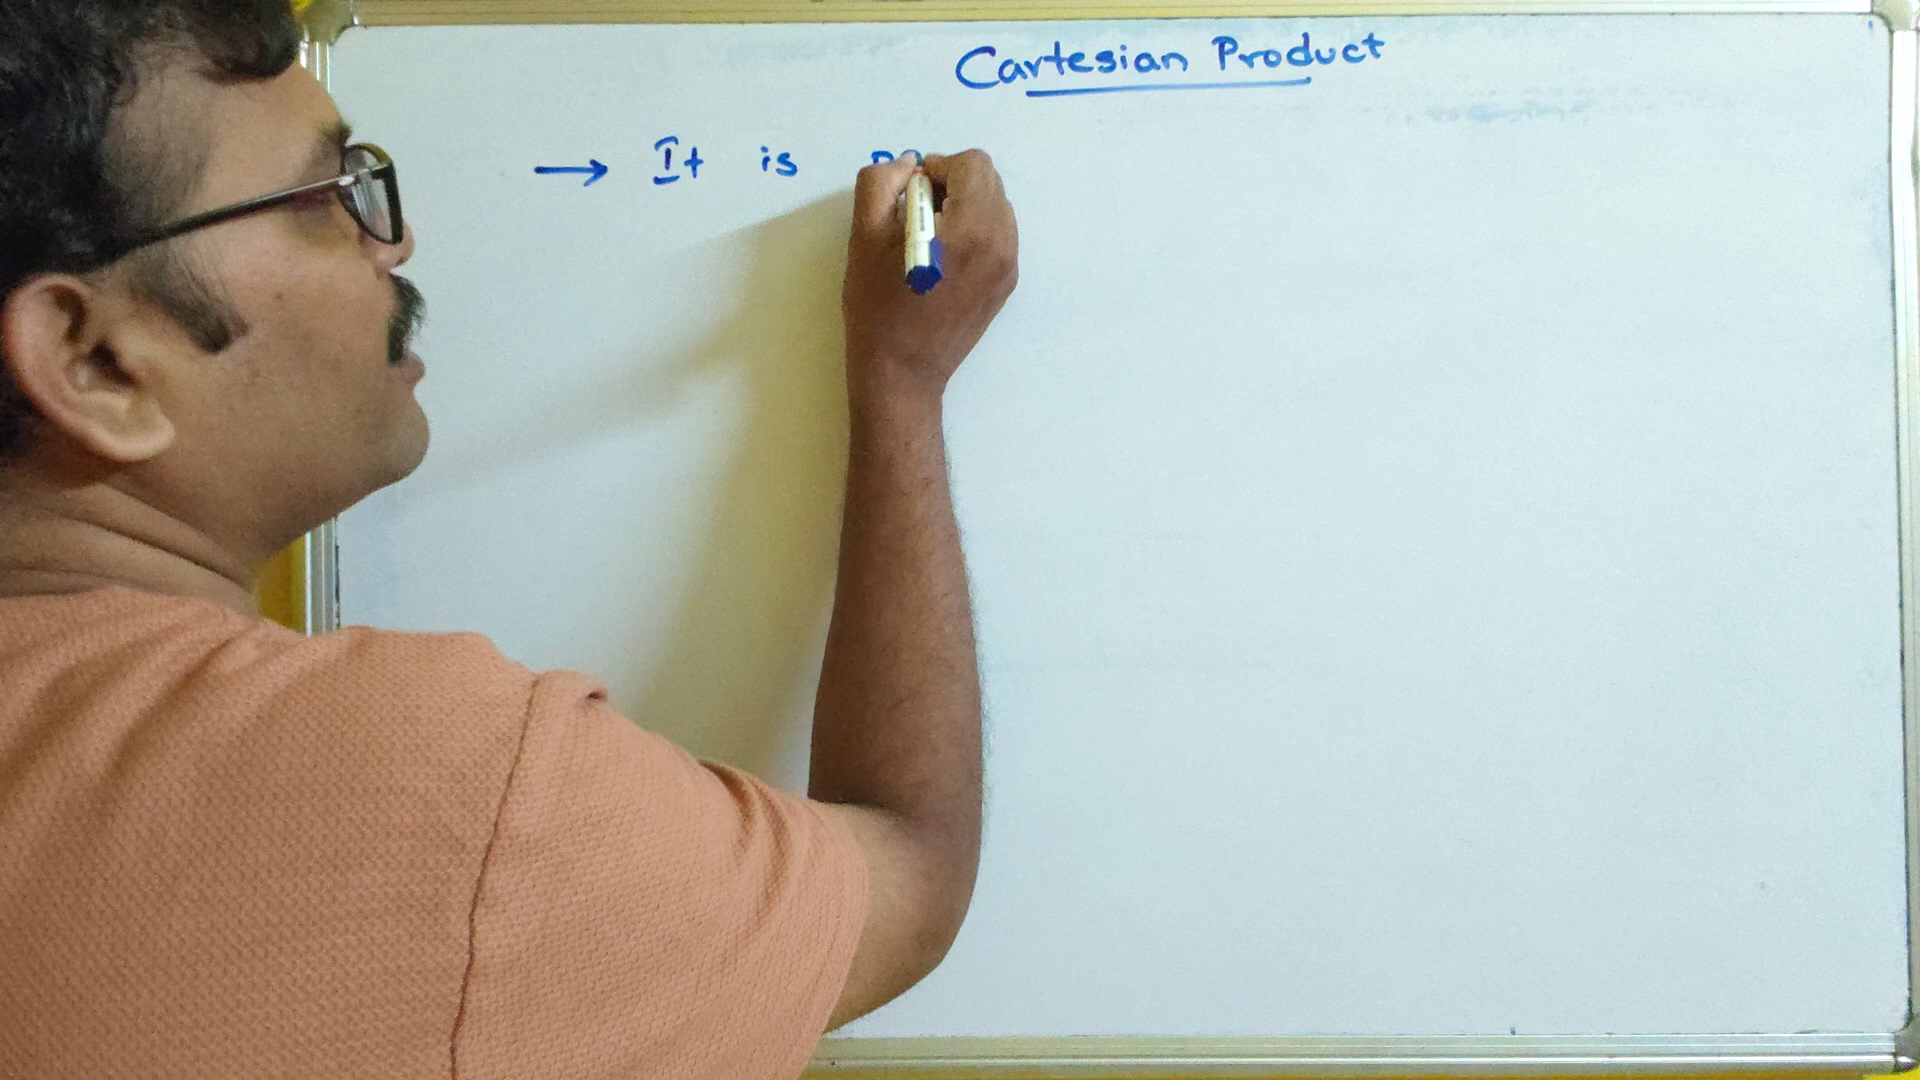 Cartesian Product
→ It is